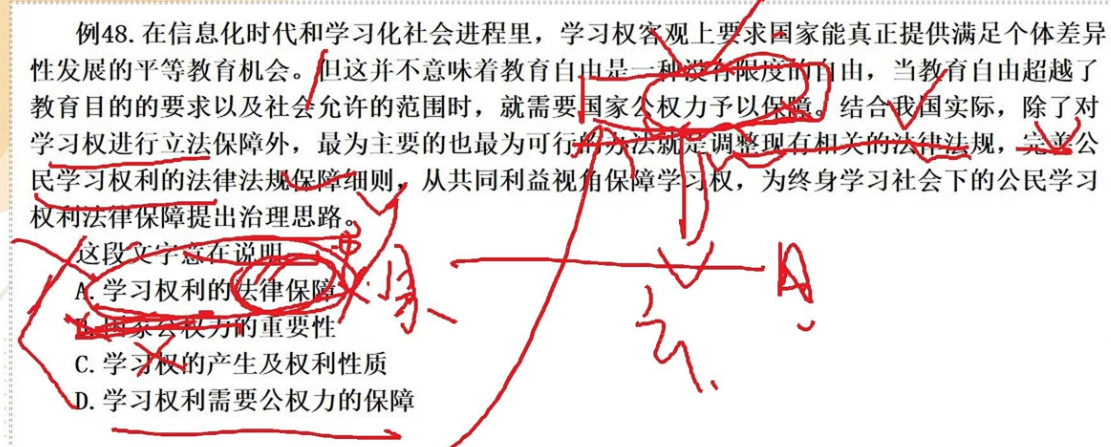 例48.在信息化时代和学习化社会进程里，学习权客观上要求国家能真正提供满足个体差异
性发展的平等教育机会。但这并不意味着教育自由是一种没有限度的自由，当教育自由超越了
教育目的的要求以及社会允许的范围时，就需要国家公权力予以保障。结合我国实际，除了对
学习权进行立法保障外，最为主要的也最为可行的办法就是调整现有相关的法律法规，完善公
民学习权利的法律法规保障细则，从共同利益视角保障学习权，为终身学习社会下的公民学习
权利法律保障提出治理思路。
这段文字意在说明
A.学习权利的法律保障
B.国家公权力的重要性
C.学习权的产生及权利性质
D.学习权利需要公权力的保障
A